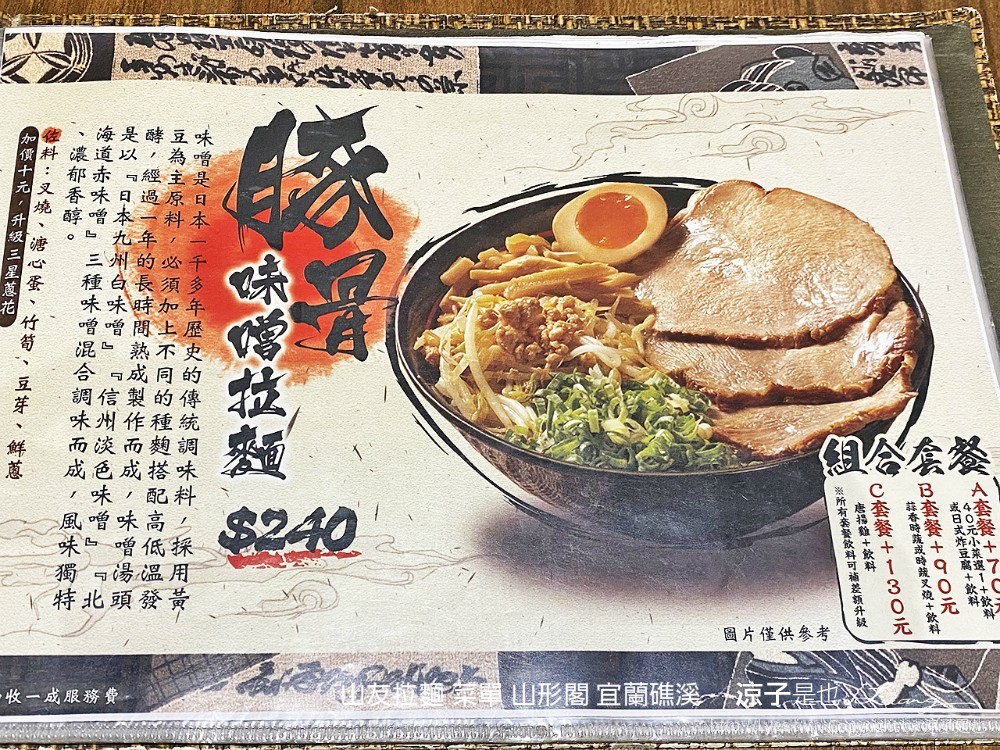 豚骨
味噌拉麵
$240
味噌是日本一千多年歷史的傳統調味料，採用黃
豆為主原料，必須加上不同的種麴搭配高低溫發
酵，經過一年的長時間熟成製作而成，味噌湯頭
是以『日本九州白味噌』『信州淡色味噌』『北
海道赤味噌』三種味噌混合調味而成，風味獨特
、濃郁香醇。
佐料：叉燒、溏心蛋、竹筍、豆芽、鮮蔥
加價十元，升級三星蔥花
組合套餐
A套餐+70元
40元小菜選1+飲料
或日式炸豆腐+飲料
B套餐+90元
蒜香時蔬或時蔬叉燒+飲料
C套餐+130元
唐揚雞+飲料
※所有套餐飲料可補差額升級
圖片僅供參考
收一成服務費
山友拉麵 菜單 山形閣 宜蘭礁溪 涼子是也